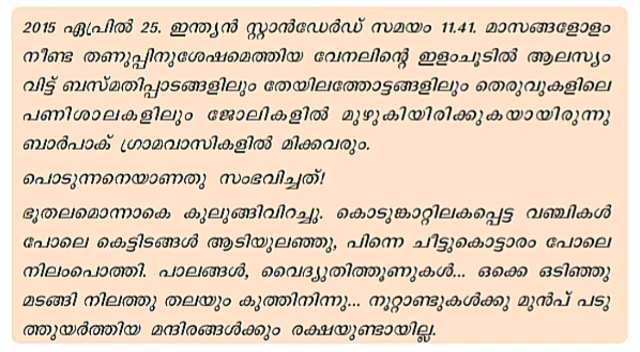 2015 ഏപ്രിൽ 25. ഇന്ത്യൻ സ്റ്റാൻഡേർഡ് സമയം 11.41. മാസങ്ങളോളം
നീണ്ട തണുപ്പിനുശേഷമെത്തിയ വേനലിന്റെ ഇളംചൂടിൽ ആലസ്യം
വിട്ട് ബസ്മതിപ്പാടങ്ങളിലും തേയിലത്തോട്ടങ്ങളിലും തെരുവുകളിലെ
പണിശാലകളിലും ജോലികളിൽ മുഴുകിയിരിക്കുകയായിരുന്നു
ബാർപാക് ഗ്രാമവാസികളിൽ മിക്കവരും.
പൊടുന്നനെയാണതു സംഭവിച്ചത്!
ഭൂതലമൊന്നാകെ കുലുങ്ങിവിറച്ചു. കൊടുങ്കാറ്റിലകപ്പെട്ട വഞ്ചികൾ
പോലെ കെട്ടിടങ്ങൾ ആടിയുലഞ്ഞു, പിന്നെ ചീട്ടുകൊട്ടാരം പോലെ
നിലംപൊത്തി. പാലങ്ങൾ, വൈദ്യുതിത്തൂണുകൾ... ഒക്കെ ഒടിഞ്ഞു
മടങ്ങി നിലത്തു തലയും കുത്തിനിന്നു... നൂറ്റാണ്ടുകൾക്കു മുൻപ് പടു
ത്തുയർത്തിയ മന്ദിരങ്ങൾക്കും രക്ഷയുണ്ടായില്ല.